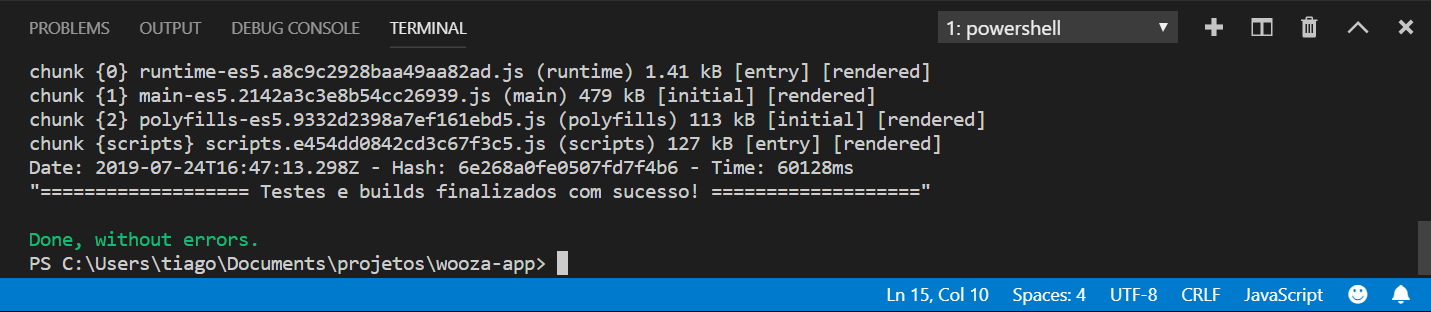 PROBLEMS OUTPUT DEBUG CONSOLE TERMINAL 1: powershell
chunk {0} runtime-es5.a8c9c2928baa49aa82ad.js (runtime) 1.41 kB [entry] [rendered]
chunk {1} main-es5.2142a3c3e8b54cc26939.js (main) 479 kB [initial] [rendered]
chunk {2} polyfills-es5.9332d2398a7ef161ebd5.js (polyfills) 113 kB [initial] [rendered]
chunk {scripts} scripts.e454dd0842cd3c67f3c5.js (scripts) 127 kB [entry] [rendered]
Date: 2019-07-24T16:47:13.298Z - Hash: 6e268a0fe0507fd7f4b6 - Time: 60128ms
"=================== Testes e builds finalizados com sucesso! ==================="
Done, without errors.
PS C:\Users\tiago\Documents\projetos\wooza-app>
Ln 15, Col 10 Spaces: 4 UTF-8 CRLF JavaScript